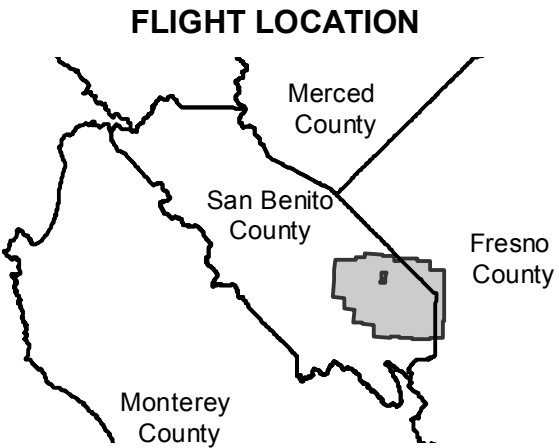 FLIGHT LOCATION
Merced
County
San Benito
County
Fresno
County
Monterey
County